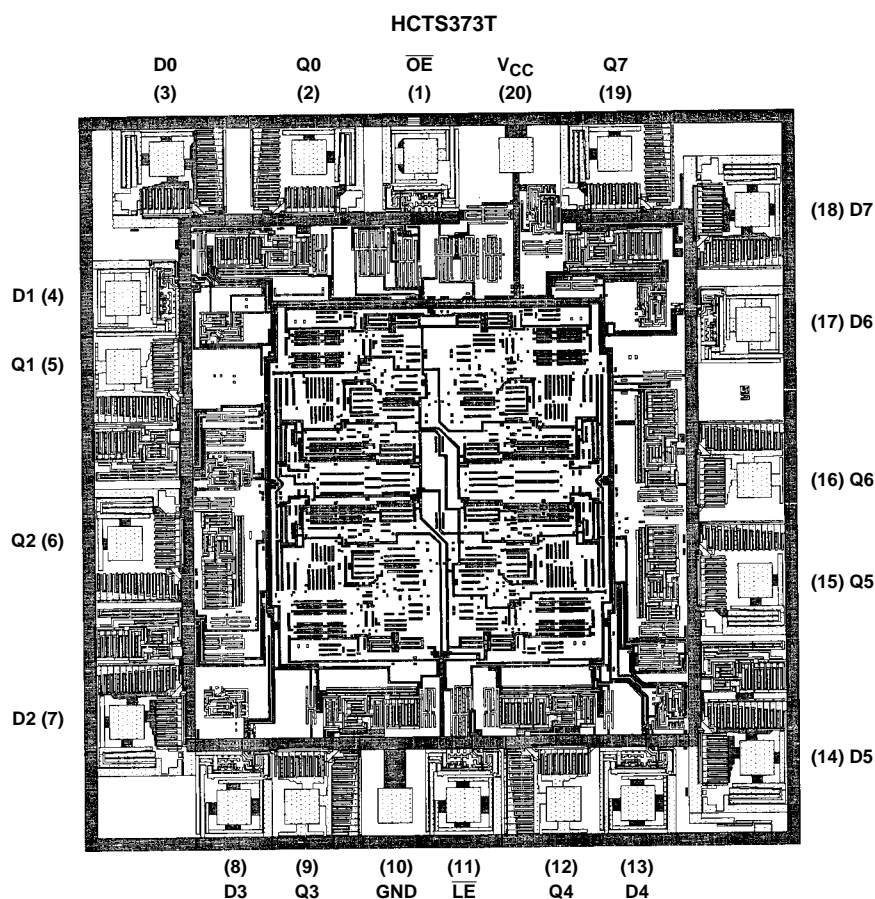 HCTS373T
D0 Q0 OE VCC Q7
(3) (2) (1) (20) (19)
(18) D7
D1 (4)
(17) D6
Q1 (5)
(16) Q6
Q2 (6)
(15) Q5
D2 (7)
(14) D5
(8) (9) (10) (11) (12) (13)
D3 Q3 GND LE Q4 D4